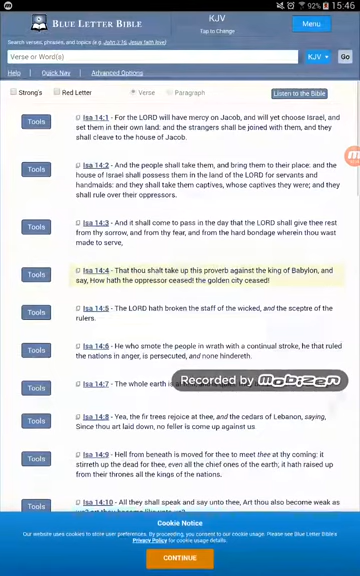 92% 15:46
BLUE LETTER BIBLE
KJV
Tap to Change
Menu
Search verses, phrases, and topics (e.g. John 3:16, Jesus faith love)
Verse or Word(s)
KJV
Go
Help Quick Nav Advanced Options
Strong's Red Letter Verse Paragraph Listen to the Bible
Tools
Isa 14:1 - For the LORD will have mercy on Jacob, and will yet choose Israel, and
set them in their own land: and the strangers shall be joined with them, and they
shall cleave to the house of Jacob.
Tools
Isa 14:2 - And the people shall take them, and bring them to their place: and the
house of Israel shall possess them in the land of the LORD for servants and
handmaids: and they shall take them captives, whose captives they were; and they
shall rule over their oppressors.
Tools
Isa 14:3 - And it shall come to pass in the day that the LORD shall give thee rest
from thy sorrow, and from thy fear, and from the hard bondage wherein thou wast
made to serve,
Tools
Isa 14:4 - That thou shalt take up this proverb against the king of Babylon, and
say, How hath the oppressor ceased! the golden city ceased!
Tools
Isa 14:5 - The LORD hath broken the staff of the wicked, and the sceptre of the
rulers.
Tools
Isa 14:6 - He who smote the people in wrath with a continual stroke, he that ruled
the nations in anger, is persecuted, and none hindereth.
Tools
Isa 14:7 - The whole earth is
Recorded by MOBIZEN
Tools
Isa 14:8 - Yea, the fir trees rejoice at thee, and the cedars of Lebanon, saying,
Since thou art laid down, no feller is come up against us
Tools
Isa 14:9 - Hell from beneath is moved for thee to meet thee at thy coming: it
stirreth up the dead for thee, even all the chief ones of the earth; it hath raised up
from their thrones all the kings of the nations.
Tools
Isa 14:10 - All they shall speak and say unto thee, Art thou also become weak as
Cookie Notice
Our website uses cookies to store user preferences. By proceeding, you consent to our cookie usage. Please see Blue Letter Bible's
Privacy Policy for cookie usage details.
CONTINUE